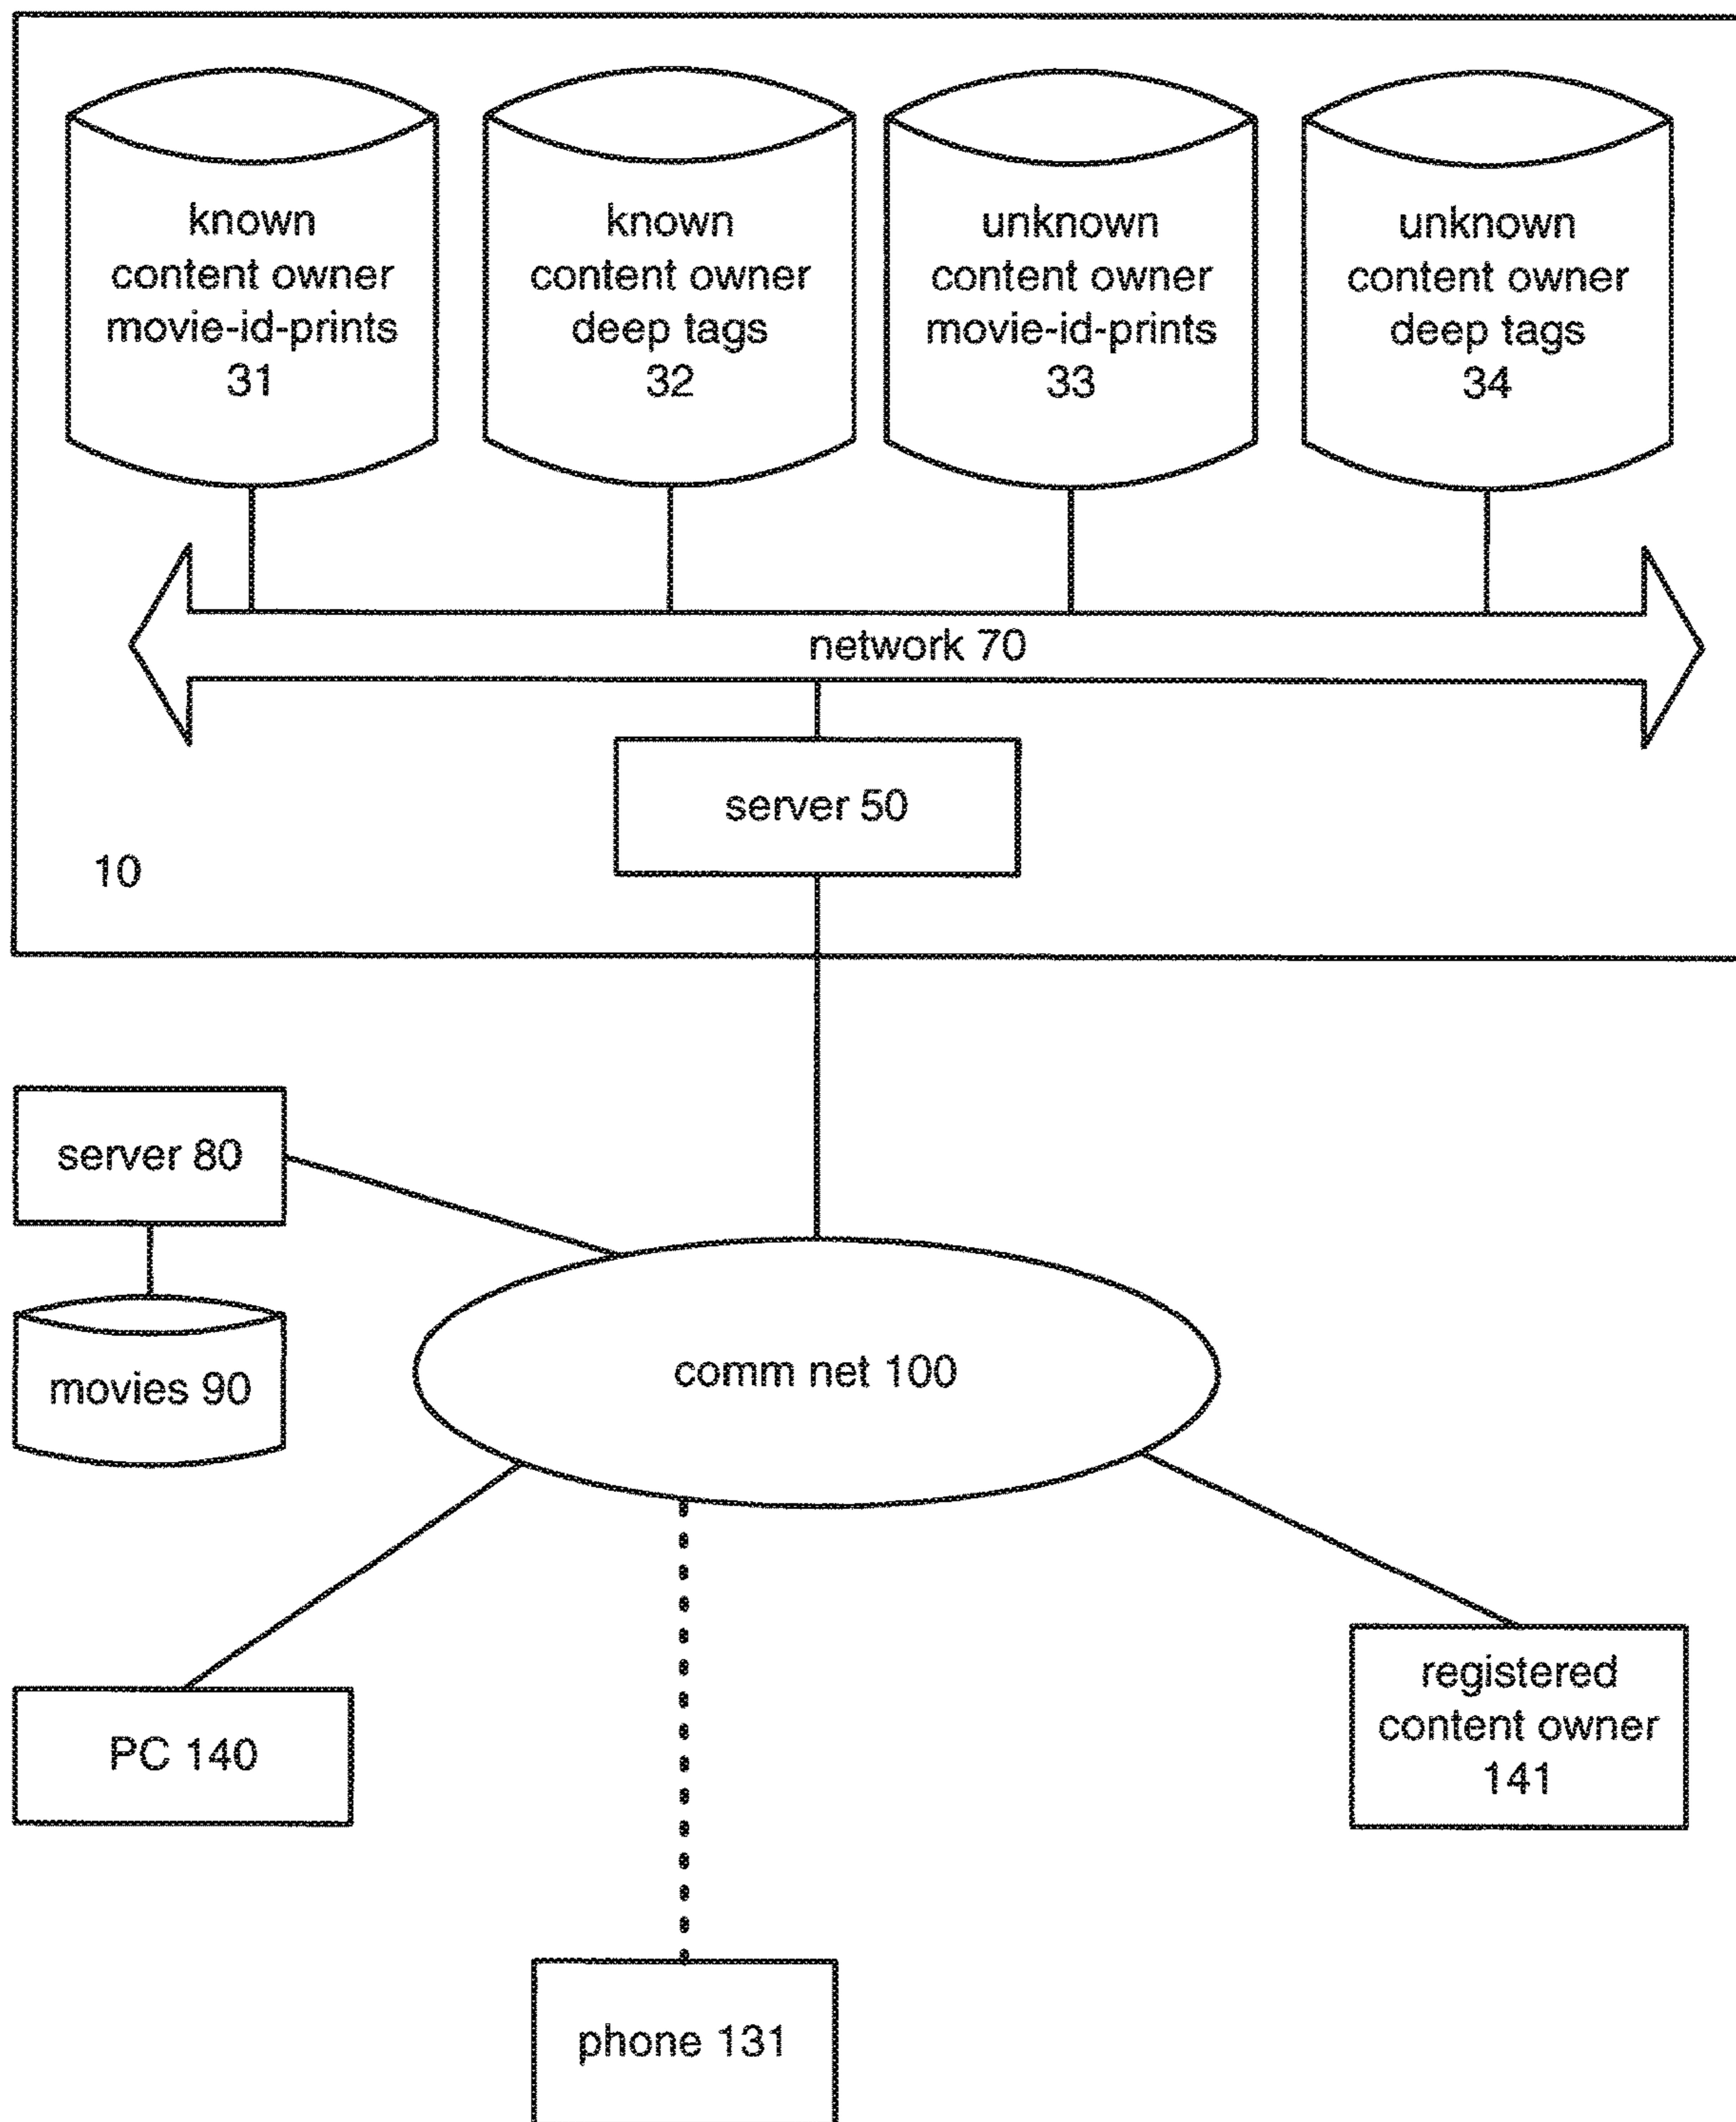 known
content owner
movie-id-prints
31
known
content owner
deep tags
32
unknown
content owner
movie-id-prints
33
unknown
content owner
deep tags
34
network 70
server 50
10
server 80
movies 90
comm net 100
PC 140
registered
content owner
141
phone 131